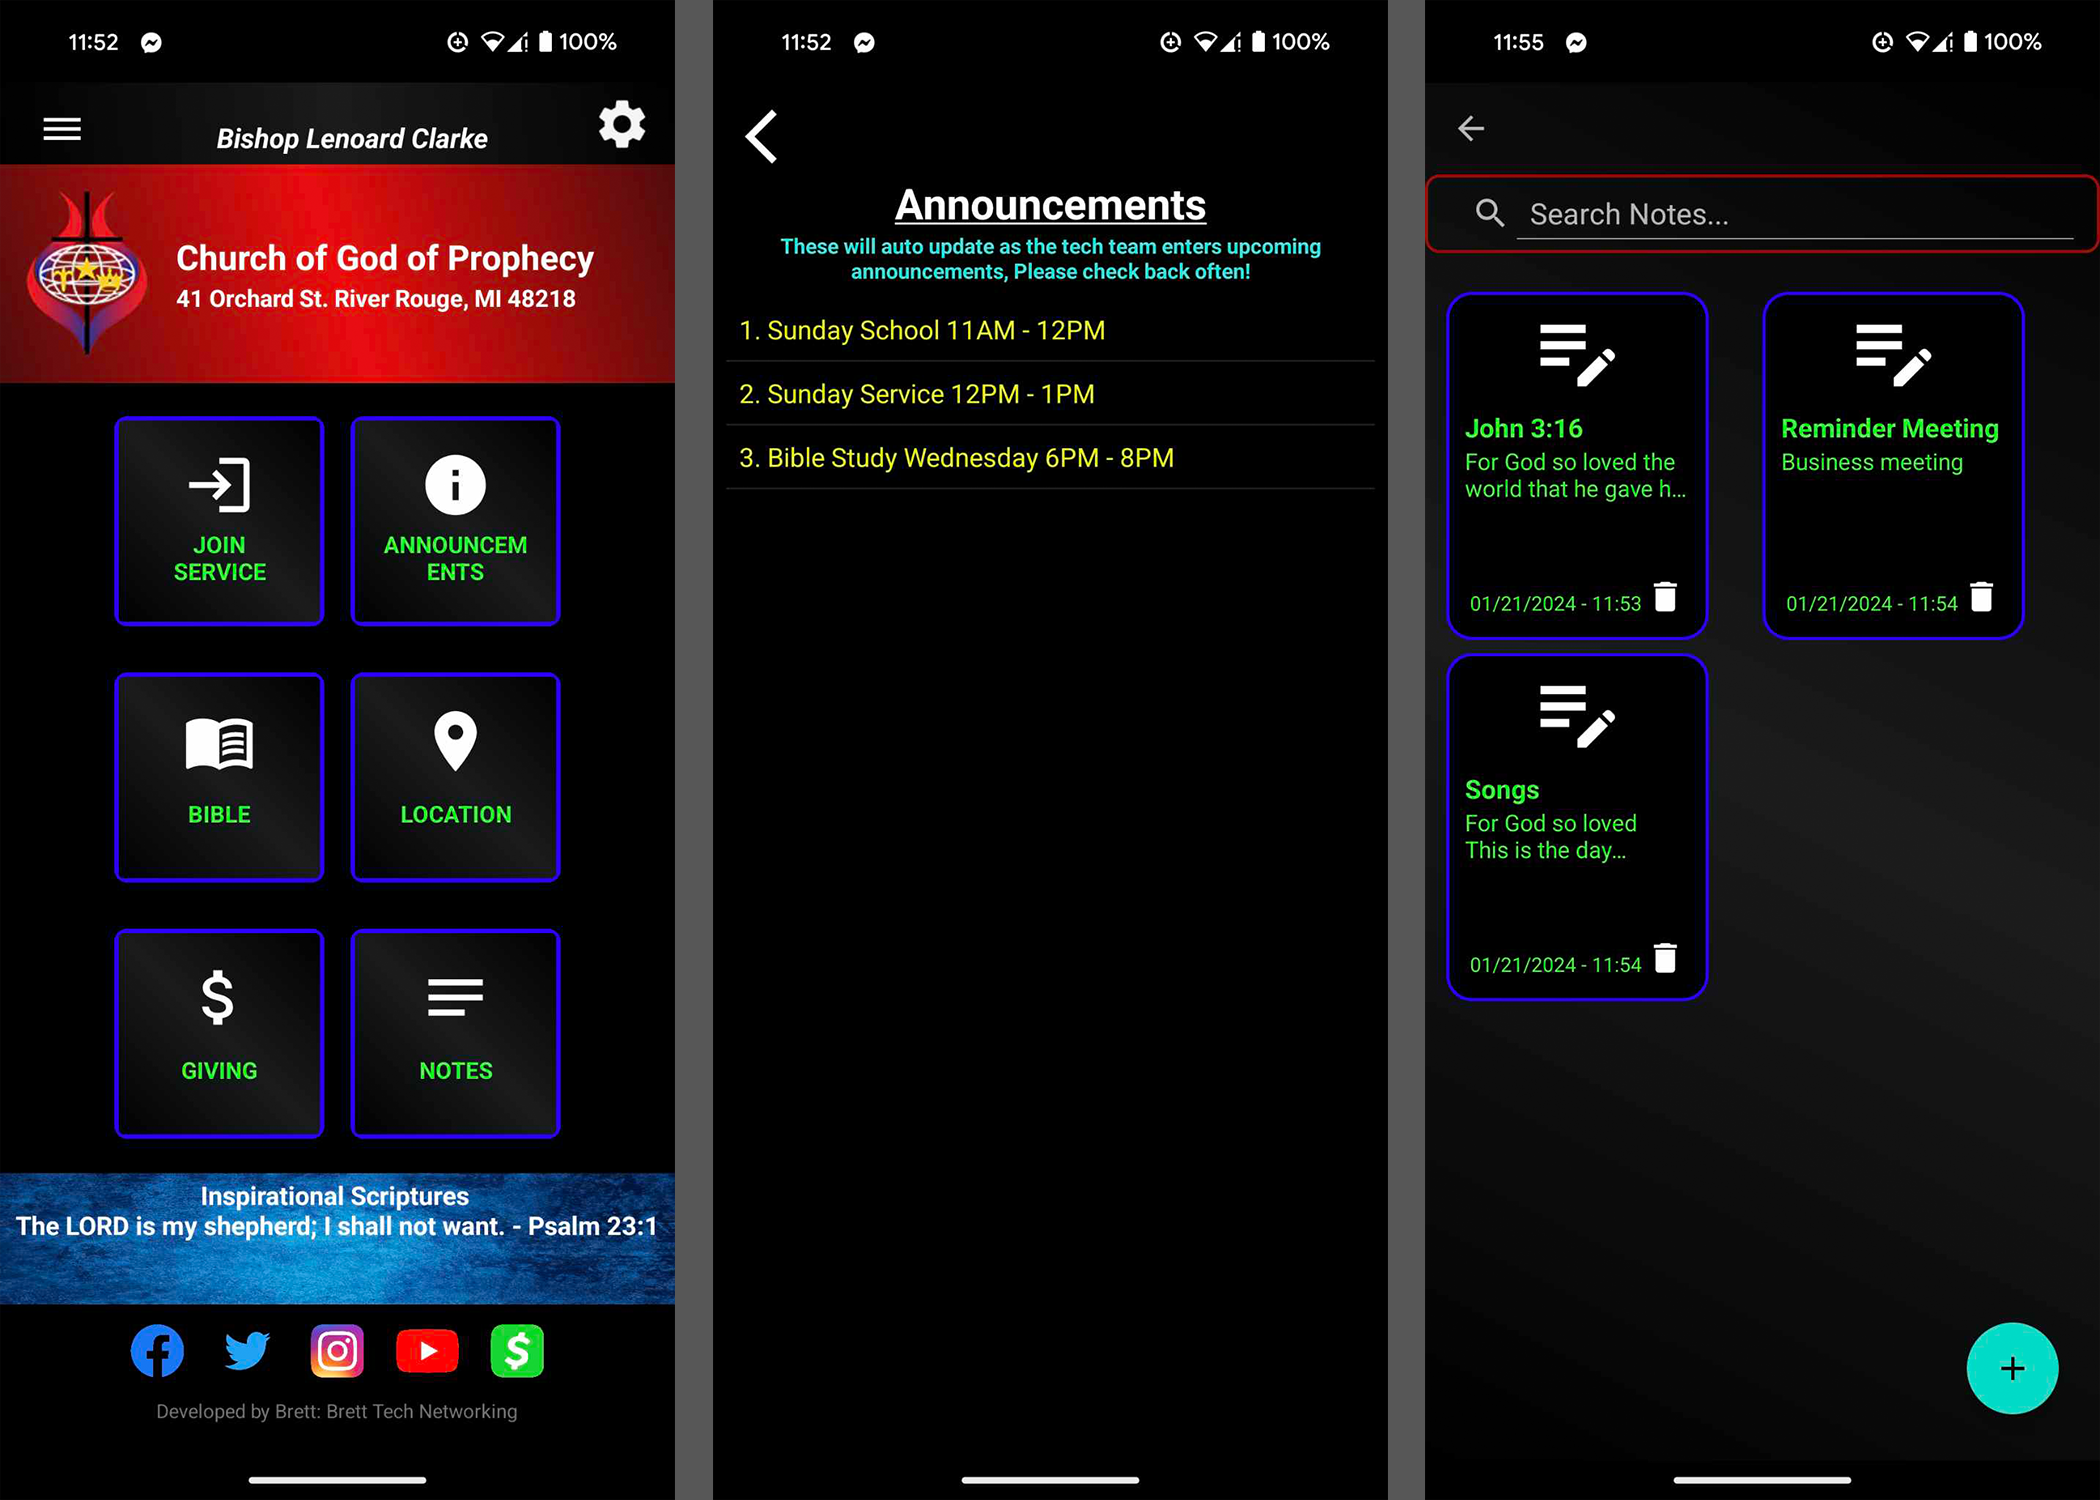 11:52
100%
Bishop Lenoard Clarke
Church of God of Prophecy
41 Orchard St. River Rouge, MI 48218
JOIN
SERVICE
ANNOUNCEM
ENTS
BIBLE
LOCATION
GIVING
NOTES
Inspirational Scriptures
The LORD is my shepherd; I shall not want. - Psalm 23:1
Developed by Brett: Brett Tech Networking
11:52
100%
Announcements
These will auto update as the tech team enters upcoming
announcements, Please check back often!
1. Sunday School 11AM - 12PM
2. Sunday Service 12PM - 1PM
3. Bible Study Wednesday 6PM - 8PM
11:55
100%
Search Notes...
John 3:16
For God so loved the
world that he gave h...
01/21/2024 - 11:53
Reminder Meeting
Business meeting
01/21/2024 - 11:54
Songs
For God so loved
This is the day...
01/21/2024 - 11:54